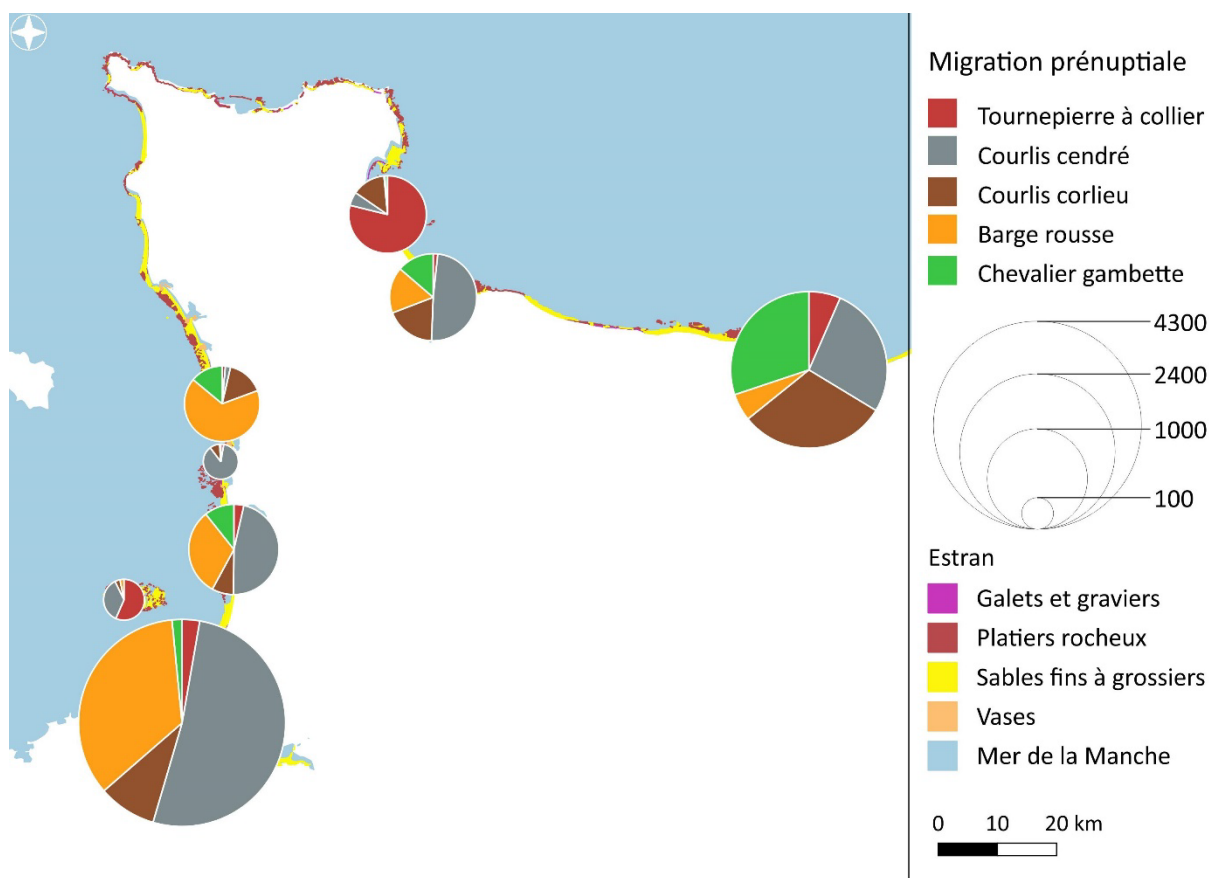 Migration prénuptiale
Tournepierre à collier
Courlis cendré
Courlis corlieu
Barge rousse
Chevalier gambette
4300
2400
1000
100
Estran
Galets et graviers
Platiers rocheux
Sables fins à grossiers
Vases
Mer de la Manche
0 10 20 km